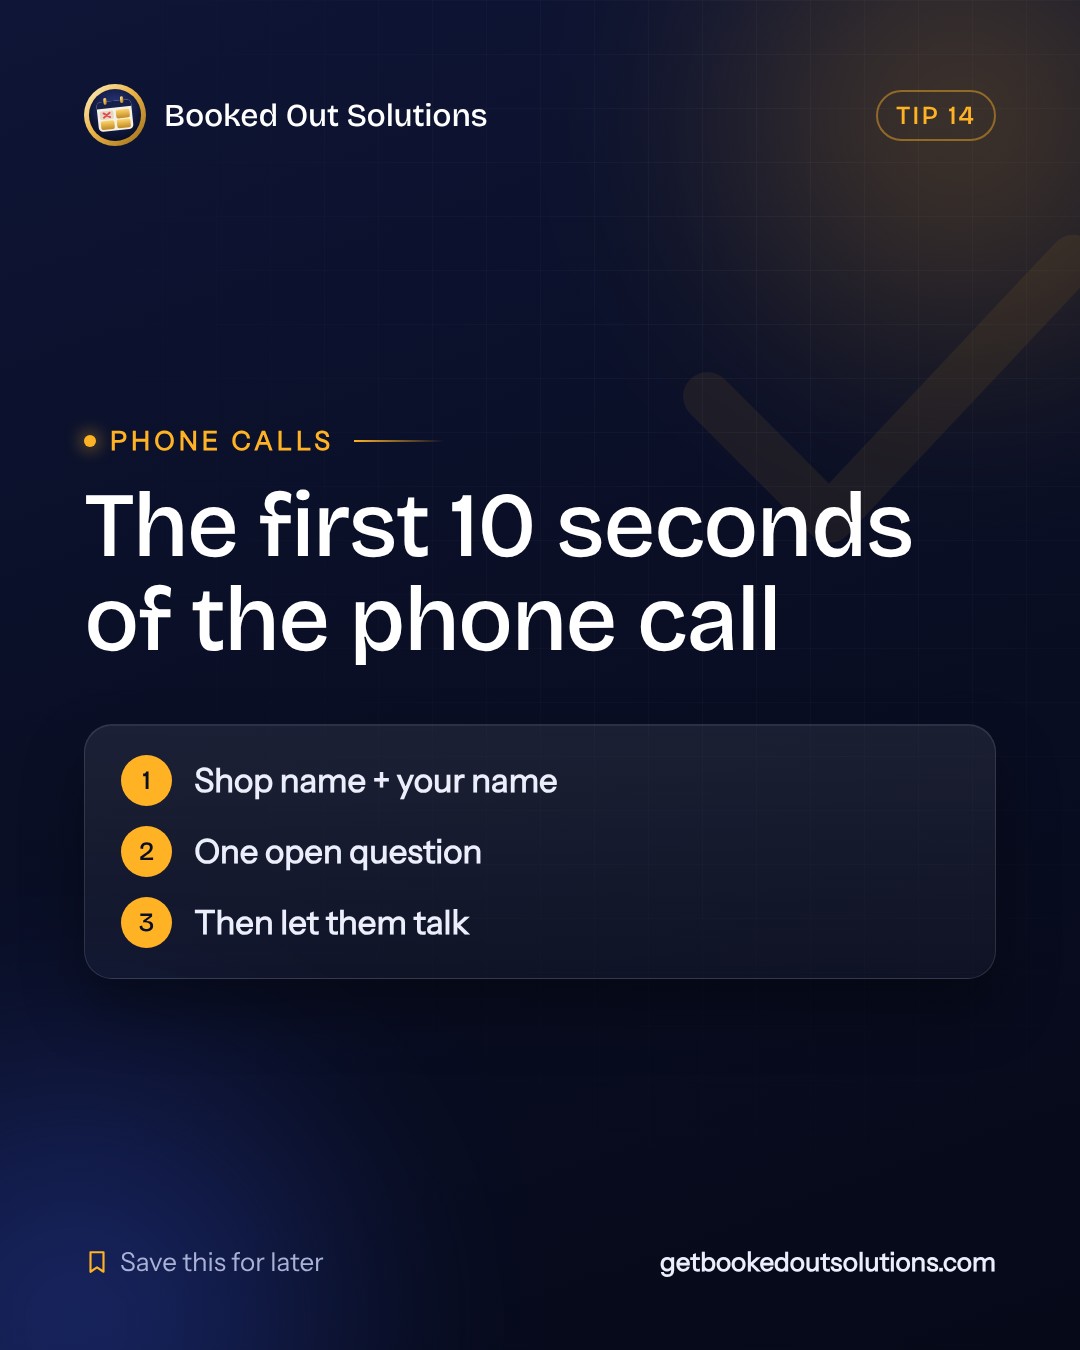 Booked Out Solutions
TIP 14
PHONE CALLS
The first 10 seconds
of the phone call
1 Shop name + your name
2 One open question
3 Then let them talk
Save this for later
getbookedoutsolutions.com